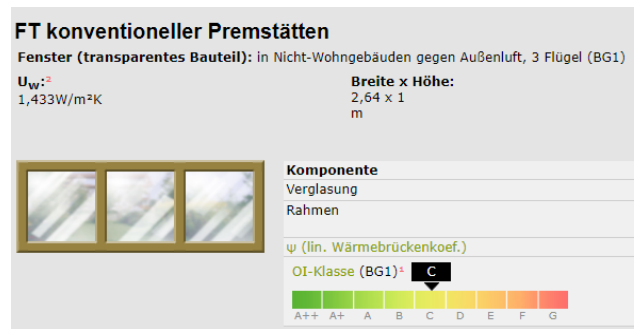 FT konventioneller Premstätten
Fenster (transparentes Bauteil): in Nicht-Wohngebäuden gegen Außenluft, 3 Flügel (BG1)
Uw:²
1,433W/m²K
Breite x Höhe:
2,64 x 1
m
Komponente
Verglasung
Rahmen
ψ (lin. Wärmebrückenkoef.)
OI-Klasse (BG1)¹ C
A++ A+ A B C D E F G